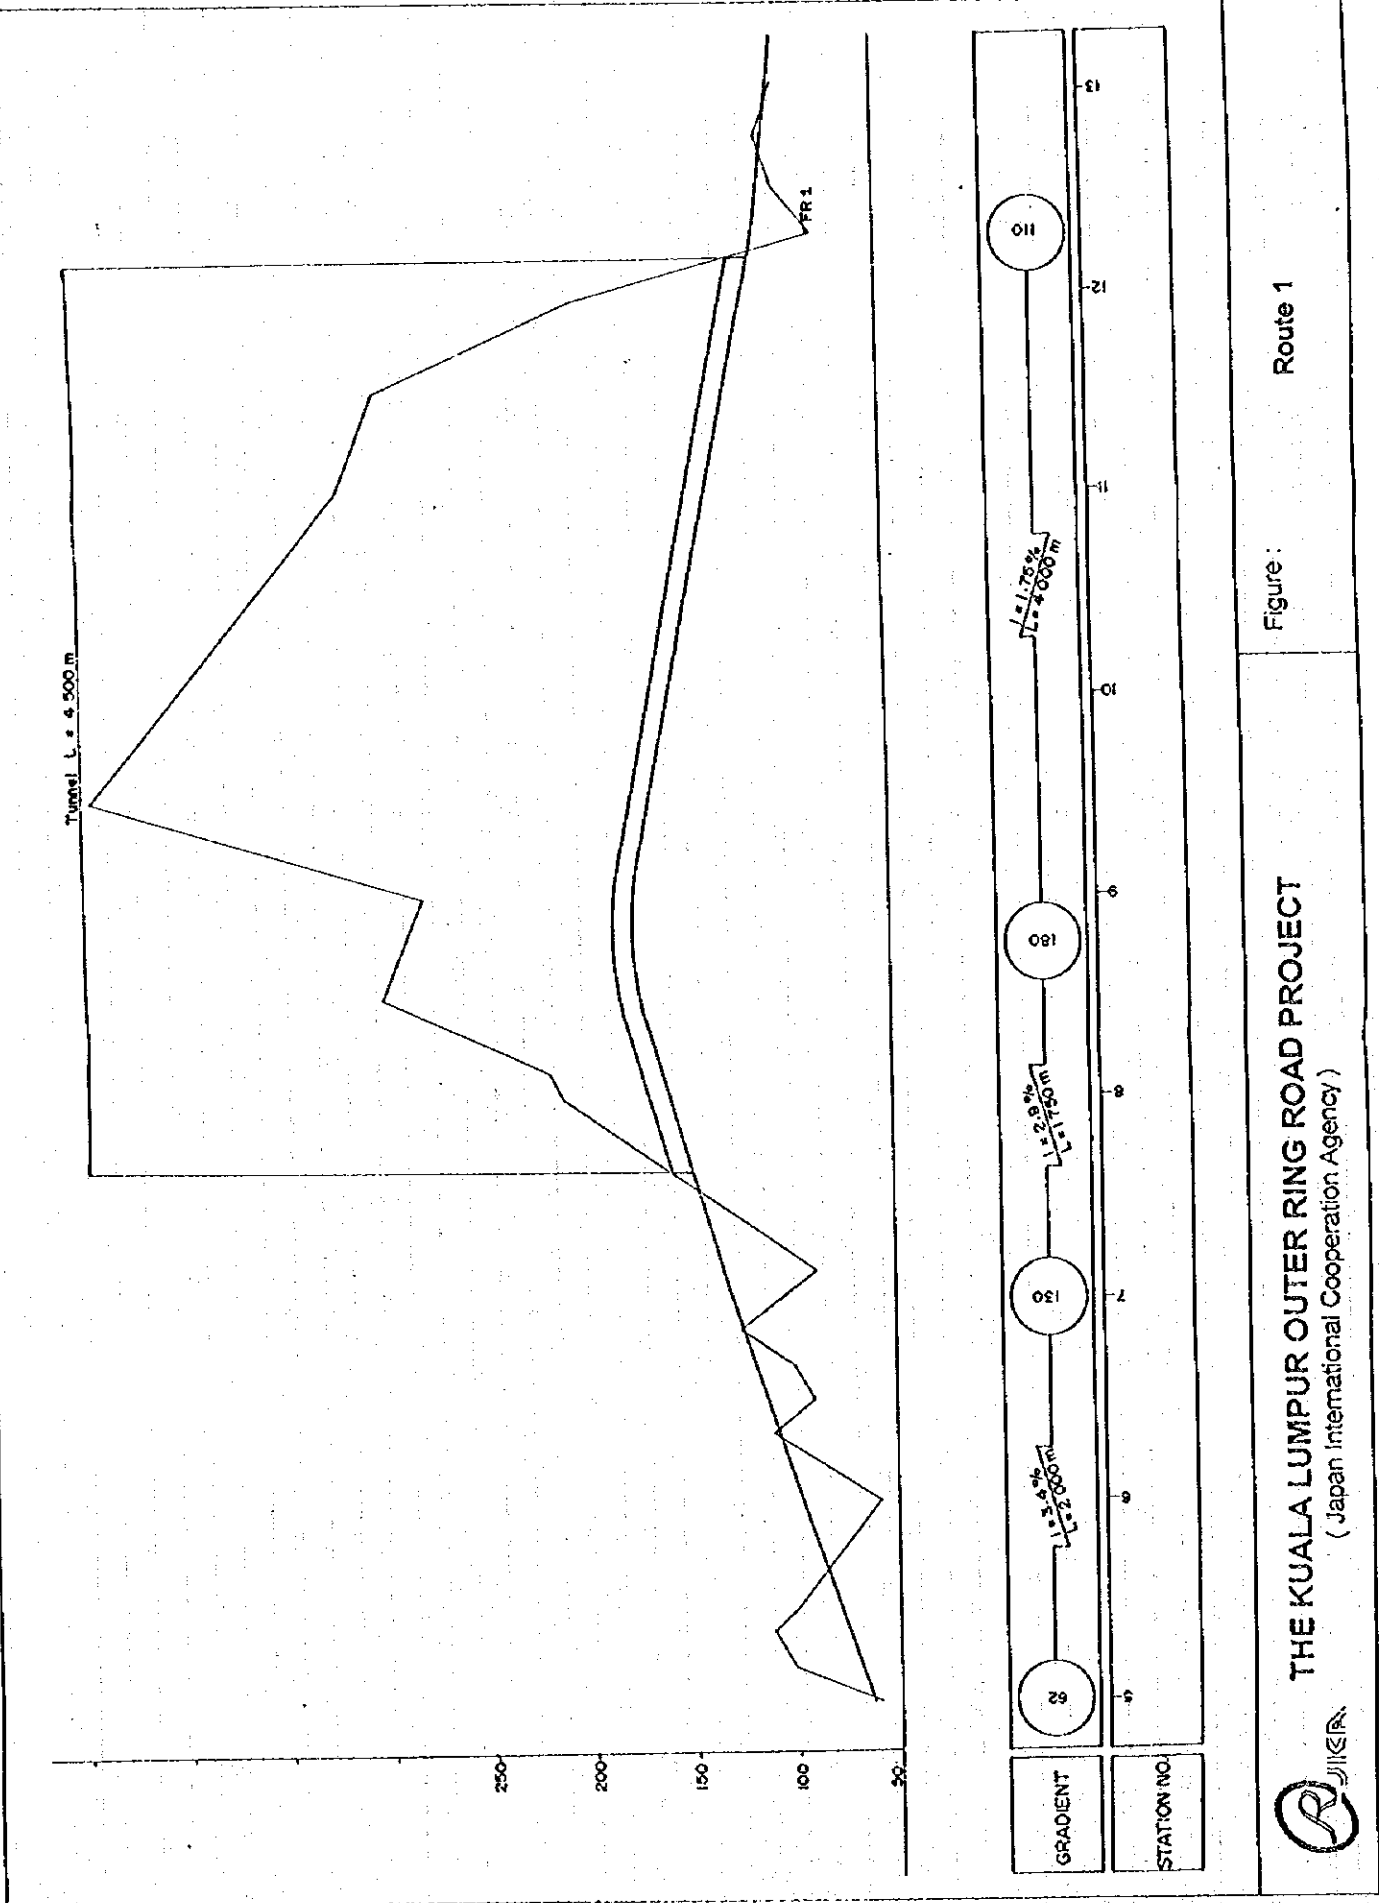 Tunnel L = 4 500 m
FR 1
250
200
150
100
50
GRADIENT
62
i = 3.4 %
L = 2 000 m
130
i = 2.9 %
L = 1 750 m
180
i = 1.75 %
L = 4 000 m
110
STATION NO.
5
6
7
8
9
10
11
12
13
JICA
THE KUALA LUMPUR OUTER RING ROAD PROJECT
( Japan International Cooperation Agency )
Figure :
Route 1